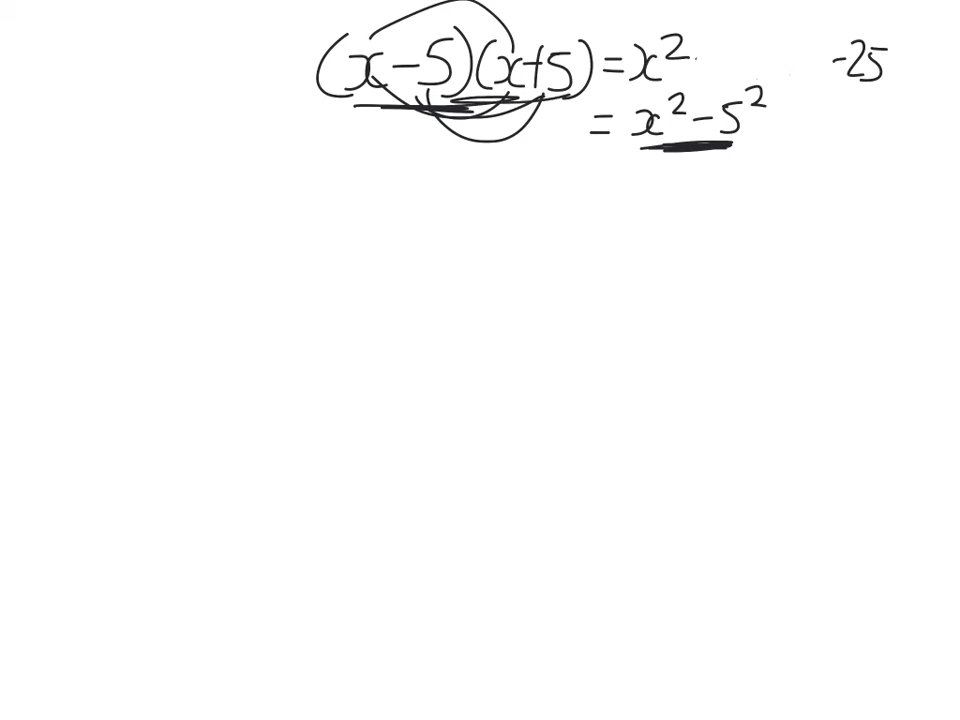 (x-5)(x+5) = x² -25
= x² - 5²